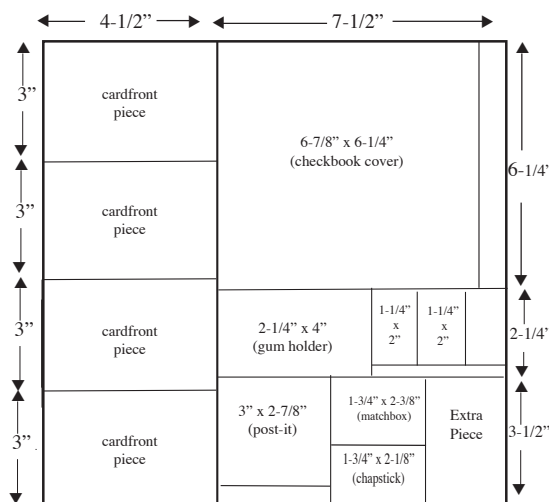 4-1/2”
7-1/2”
3”
cardfront
piece
6-7/8” x 6-1/4”
(checkbook cover)
6-1/4’
3”
cardfront
piece
3”
cardfront
piece
2-1/4” x 4”
(gum holder)
1-1/4”
x
2”
1-1/4”
x
2”
2-1/4’
3”
cardfront
piece
3” x 2-7/8”
(post-it)
1-3/4” x 2-3/8”
(matchbox)
1-3/4” x 2-1/8”
(chapstick)
Extra
Piece
3-1/2”